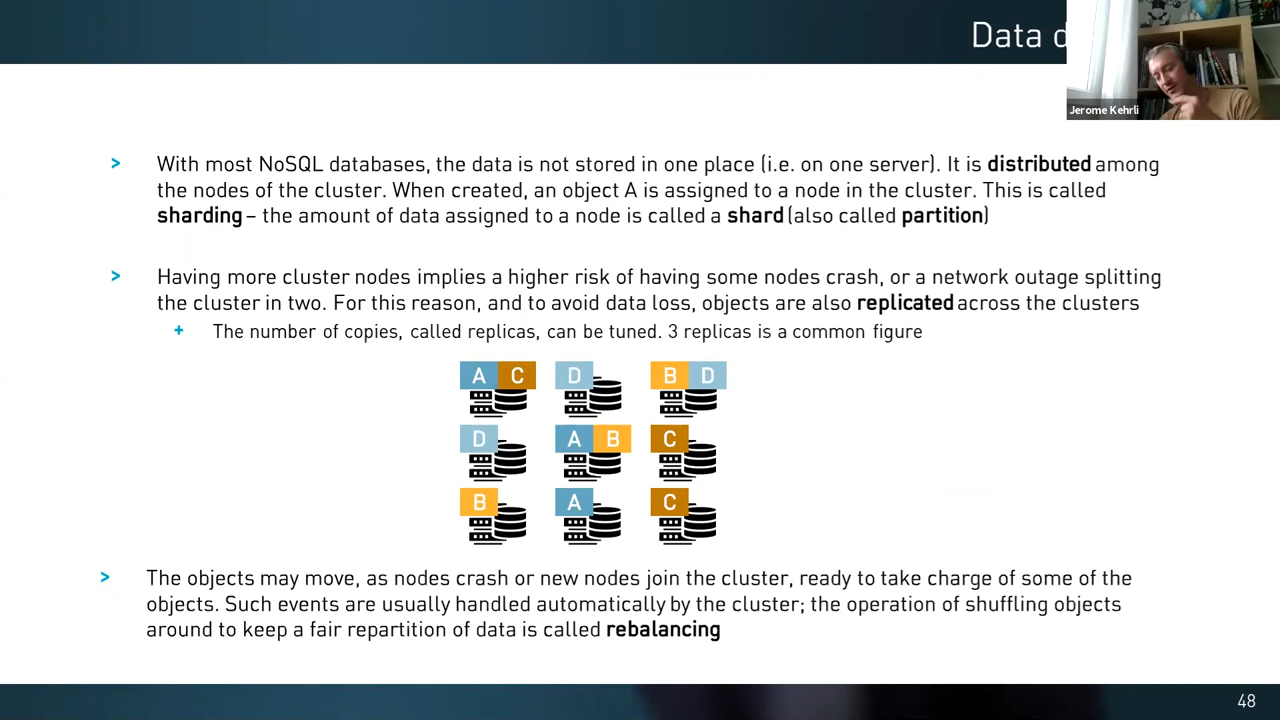 Data d
Jerome Kehrli
> With most NoSQL databases, the data is not stored in one place (i.e. on one server). It is distributed among
the nodes of the cluster. When created, an object A is assigned to a node in the cluster. This is called
sharding – the amount of data assigned to a node is called a shard (also called partition)
> Having more cluster nodes implies a higher risk of having some nodes crash, or a network outage splitting
the cluster in two. For this reason, and to avoid data loss, objects are also replicated across the clusters
+ The number of copies, called replicas, can be tuned. 3 replicas is a common figure
A C D B D
D A B C
B A C
> The objects may move, as nodes crash or new nodes join the cluster, ready to take charge of some of the
objects. Such events are usually handled automatically by the cluster; the operation of shuffling objects
around to keep a fair repartition of data is called rebalancing
48